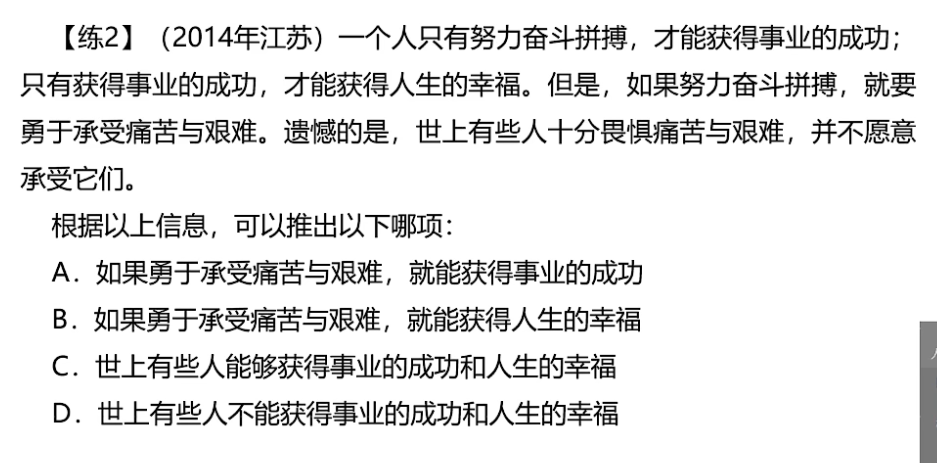 【练2】（2014年江苏）一个人只有努力奋斗拼搏，才能获得事业的成功；
只有获得事业的成功，才能获得人生的幸福。但是，如果努力奋斗拼搏，就要
勇于承受痛苦与艰难。遗憾的是，世上有些人十分畏惧痛苦与艰难，并不愿意
承受它们。
根据以上信息，可以推出以下哪项：
A．如果勇于承受痛苦与艰难，就能获得事业的成功
B．如果勇于承受痛苦与艰难，就能获得人生的幸福
C．世上有些人能够获得事业的成功和人生的幸福
D．世上有些人不能获得事业的成功和人生的幸福